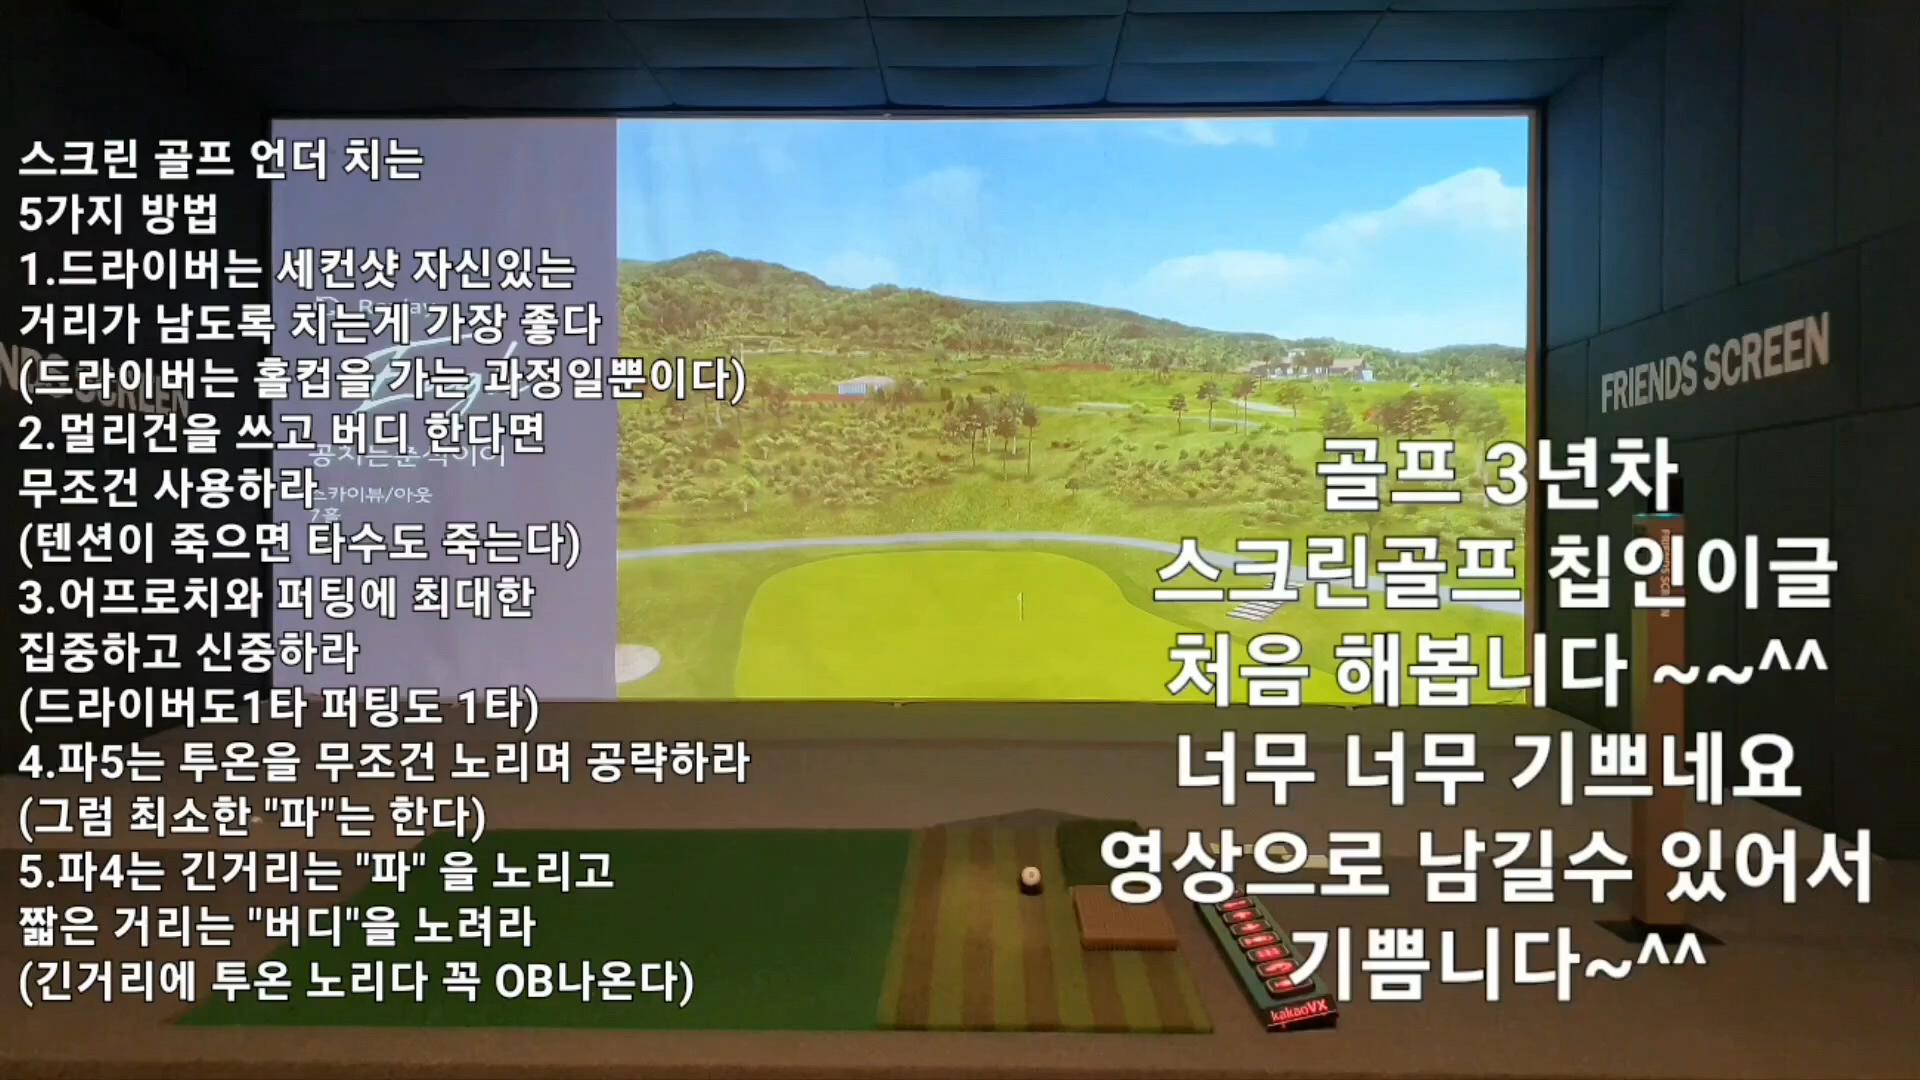 스크린 골프 언더 치는
5가지 방법
1.드라이버는 세컨샷 자신있는
거리가 남도록 치는게 가장 좋다
(드라이버는 홀컵을 가는 과정일뿐이다)
2.멀리건을 쓰고 버디 한다면
무조건 사용하라
(텐션이 죽으면 타수도 죽는다)
3.어프로치와 퍼팅에 최대한
집중하고 신중하라
(드라이버도1타 퍼팅도 1타)
4.파5는 투온을 무조건 노리며 공략하라
(그럼 최소한 "파"는 한다)
5.파4는 긴거리는 "파" 을 노리고
짧은 거리는 "버디"을 노려라
(긴거리에 투온 노리다 꼭 OB나온다)
Eagle
스카이뷰/아웃
7홀
FRIENDS SCREEN
골프 3년차
스크린골프 칩인이글
처음 해봅니다 ~~^^
너무 너무 기쁘네요
영상으로 남길수 있어서
기쁩니다~^^
FRIENDS SCREEN
kakaoVX